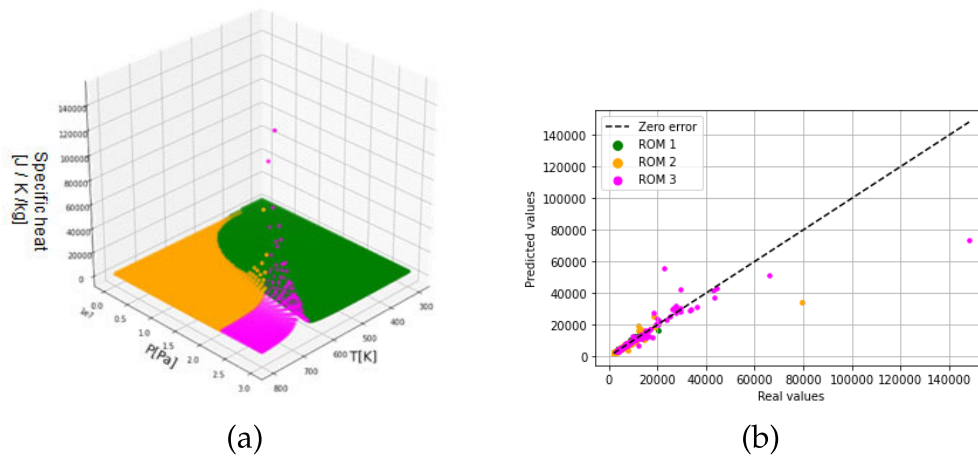 140000
120000
100000
80000
60000
40000
20000
0
Specific heat
[J / K /kg]
1e7
0.0
0.5
1.0
1.5
2.0
2.5
3.0
P[Pa]
300
400
500
600
700
800
T[K]
(a)
Zero error
ROM 1
ROM 2
ROM 3
140000
120000
100000
80000
60000
40000
20000
0
Predicted values
0 20000 40000 60000 80000 100000 120000 140000
Real values
(b)